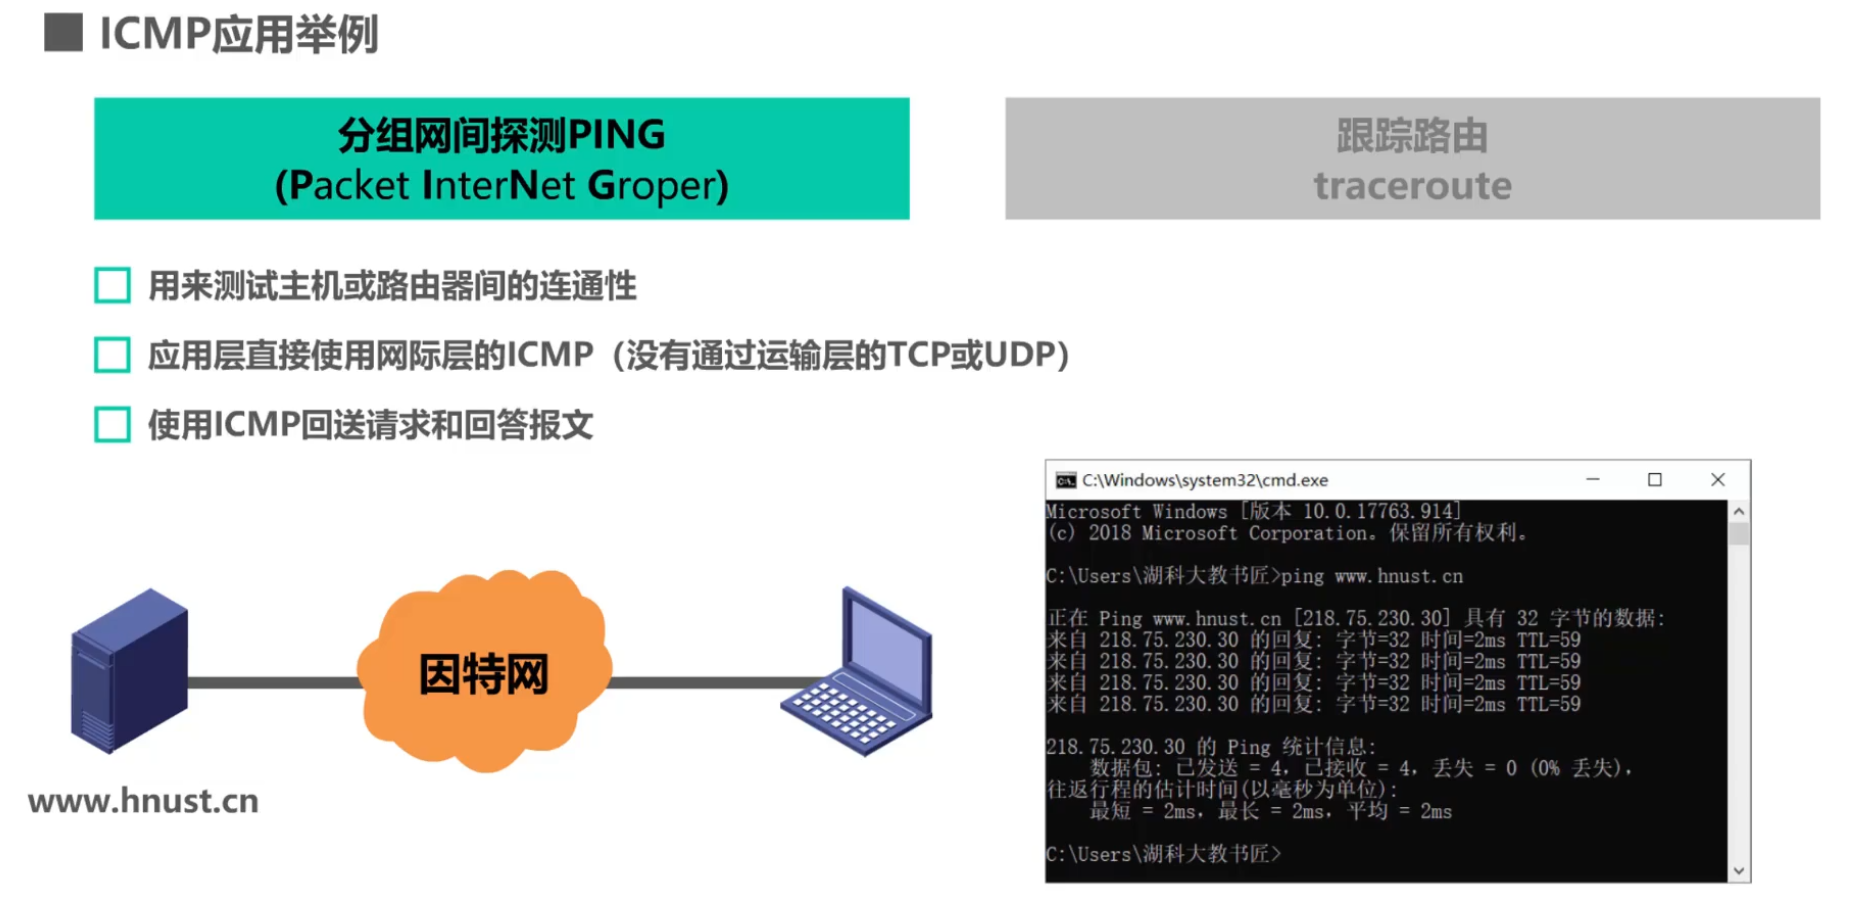 ICMP应用举例
分组网间探测PING
(Packet InterNet Groper)
跟踪路由
traceroute
用来测试主机或路由器间的连通性
应用层直接使用网际层的ICMP（没有通过运输层的TCP或UDP）
使用ICMP回送请求和回答报文
因特网
www.hnust.cn
C:\Windows\system32\cmd.exe
Microsoft Windows [版本 10.0.17763.914]
(c) 2018 Microsoft Corporation。保留所有权利。
C:\Users\湖科大教书匠>ping www.hnust.cn
正在 Ping www.hnust.cn [218.75.230.30] 具有 32 字节的数据:
来自 218.75.230.30 的回复: 字节=32 时间=2ms TTL=59
来自 218.75.230.30 的回复: 字节=32 时间=2ms TTL=59
来自 218.75.230.30 的回复: 字节=32 时间=2ms TTL=59
来自 218.75.230.30 的回复: 字节=32 时间=2ms TTL=59
218.75.230.30 的 Ping 统计信息:
数据包: 已发送 = 4，已接收 = 4，丢失 = 0 (0% 丢失)，
往返行程的估计时间(以毫秒为单位):
最短 = 2ms，最长 = 2ms，平均 = 2ms
C:\Users\湖科大教书匠>